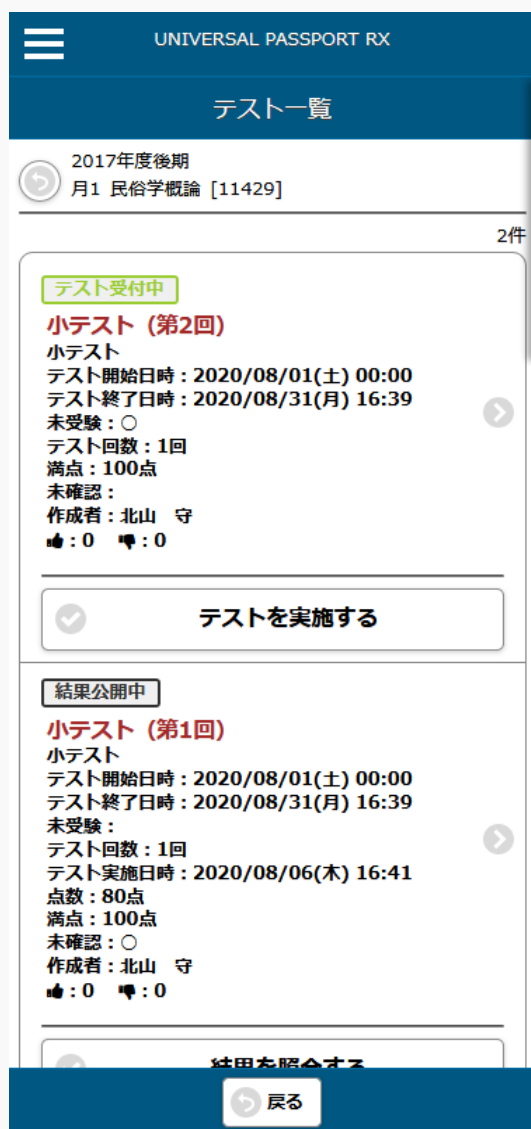 UNIVERSAL PASSPORT RX
テスト一覧
2017年度後期
月1 民俗学概論 [11429]
2件
テスト受付中
小テスト（第2回）
小テスト
テスト開始日時：2020/08/01(土) 00:00
テスト終了日時：2020/08/31(月) 16:39
未受験：○
テスト回数：1回
満点：100点
未確認：
作成者：北山　守
：0　：0
テストを実施する
結果公開中
小テスト（第1回）
小テスト
テスト開始日時：2020/08/01(土) 00:00
テスト終了日時：2020/08/31(月) 16:39
未受験：
テスト回数：1回
テスト実施日時：2020/08/06(木) 16:41
点数：80点
満点：100点
未確認：○
作成者：北山　守
：0　：0
結果を照会する
戻る